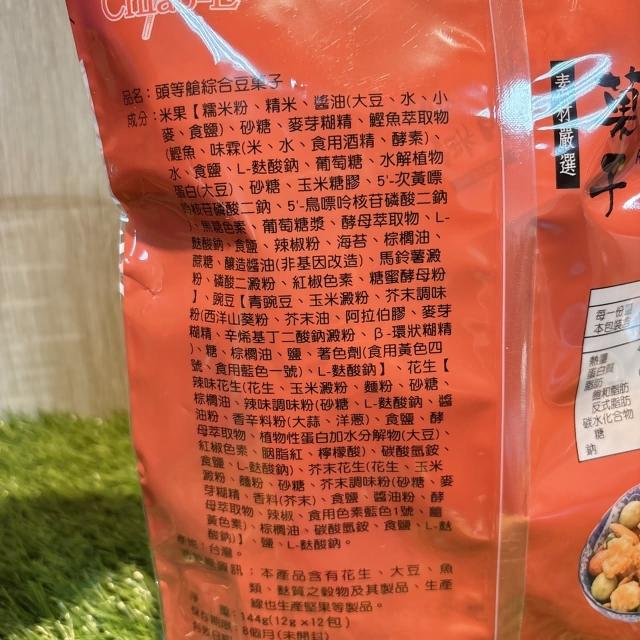 Chiao-E
品名：頭等艙綜合豆菓子
成分：米果【糯米粉、精米、醬油(大豆、水、小
麥、食鹽)、砂糖、麥芽糊精、鰹魚萃取物
(鰹魚、味霖(米、水、食用酒精、酵素)、
水、食鹽、L-麩酸鈉、葡萄糖、水解植物
蛋白(大豆)、砂糖、玉米糖膠、5'-次黃嘌
呤核苷磷酸二鈉、5'-鳥嘌呤核苷磷酸二鈉
)、焦糖色素、葡萄糖漿、酵母萃取物、L-
麩酸鈉、食鹽、辣椒粉、海苔、棕櫚油、
蔗糖、釀造醬油(非基因改造)、馬鈴薯澱
粉、磷酸二澱粉、紅椒色素、糖蜜酵母粉
】、豌豆【青豌豆、玉米澱粉、芥末調味
粉(西洋山葵粉、芥末油、阿拉伯膠、麥芽
糊精、辛烯基丁二酸鈉澱粉、β-環狀糊精
)、糖、棕櫚油、鹽、著色劑(食用黃色四
號、食用藍色一號)、L-麩酸鈉】、花生【
辣味花生(花生、玉米澱粉、麵粉、砂糖、
棕櫚油、辣味調味粉(砂糖、L-麩酸鈉、醬
油粉、香辛料粉(大蒜、洋蔥)、食鹽、酵
母萃取物、植物性蛋白加水分解物(大豆)、
紅椒色素、胭脂紅、檸檬酸)、碳酸氫銨、
食鹽、L-麩酸鈉)、芥末花生(花生、玉米
澱粉、麵粉、砂糖、芥末調味粉(砂糖、麥
芽糊精、香料(芥末)、食鹽、醬油粉、酵
母萃取物、辣椒、食用色素藍色1號、
黃色素)、棕櫚油、碳酸氫銨、食鹽、L-麩
酸鈉)】、鹽、L-麩酸鈉。
產地：台灣。
資訊：本產品含有花生、大豆、魚
類、麩質之穀物及其製品，生產
線也生產堅果等製品。
量：144g(12g×12包)
保存期限：8個月(未開封)
有效日期
素材嚴選
子
每一份量
本包裝含
熱量
蛋白質
脂肪
飽和脂肪
反式脂肪
碳水化合物
糖
鈉